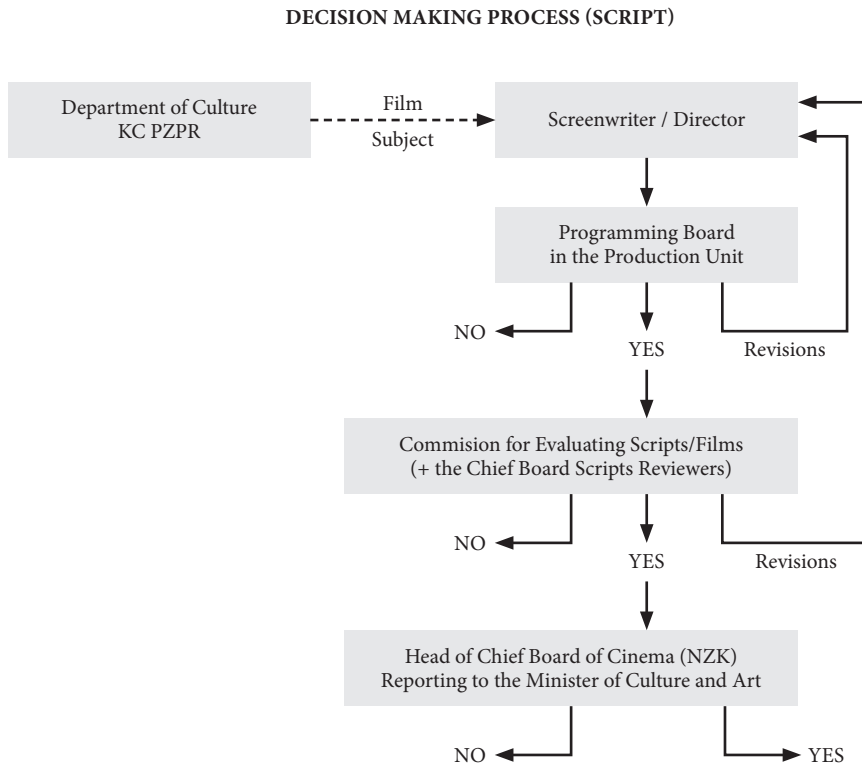 DECISION MAKING PROCESS (SCRIPT)
Department of Culture
KC PZPR
Film
Subject
Screenwriter / Director
Programming Board
in the Production Unit
NO
YES
Revisions
Commision for Evaluating Scripts/Films
(+ the Chief Board Scripts Reviewers)
NO
YES
Revisions
Head of Chief Board of Cinema (NZK)
Reporting to the Minister of Culture and Art
NO
YES